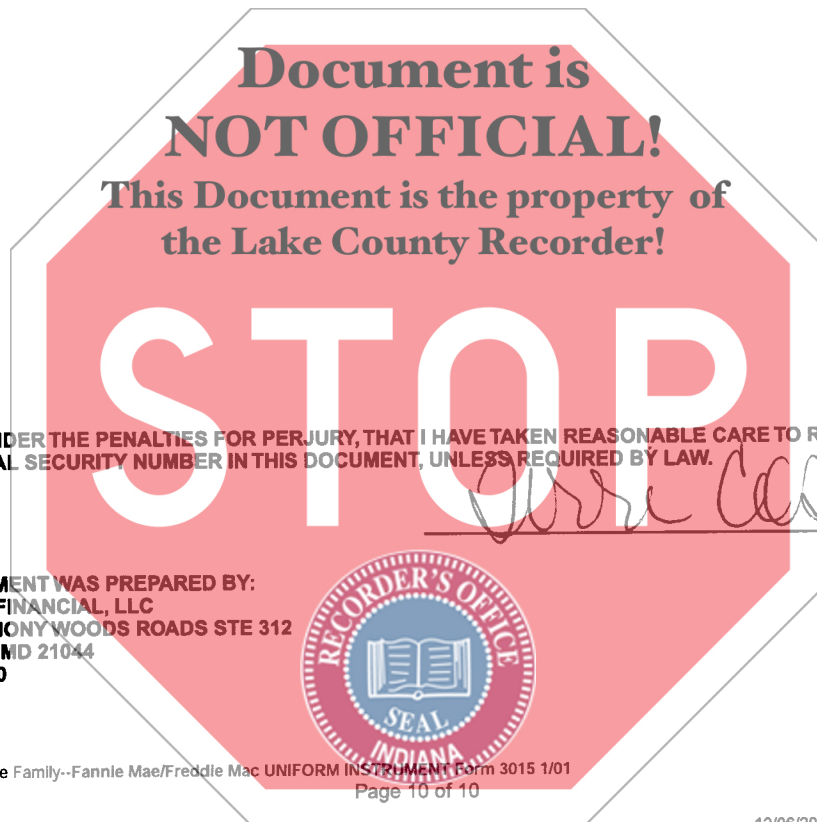 Document is
NOT OFFICIAL!
This Document is the property of
the Lake County Recorder!
STOP
DER THE PENALTIES FOR PERJURY, THAT I HAVE TAKEN REASONABLE CARE TO R
AL SECURITY NUMBER IN THIS DOCUMENT, UNLESS REQUIRED BY LAW.
MENT WAS PREPARED BY:
FINANCIAL, LLC
ONY WOODS ROADS STE 312
MD 21044
0
RECORDER'S OFFICE
SEAL
INDIANA
e Family--Fannie Mae/Freddie Mac UNIFORM INSTRUMENT Form 3015 1/01
Page 10 of 10